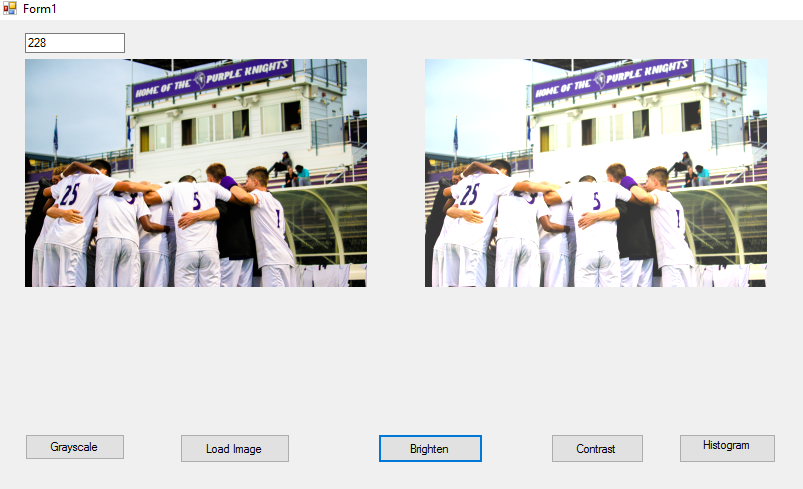 Form1
228
HOME OF THE PURPLE KNIGHTS
HOME OF THE PURPLE KNIGHTS
25
5
1
25
5
1
Grayscale
Load Image
Brighten
Contrast
Histogram